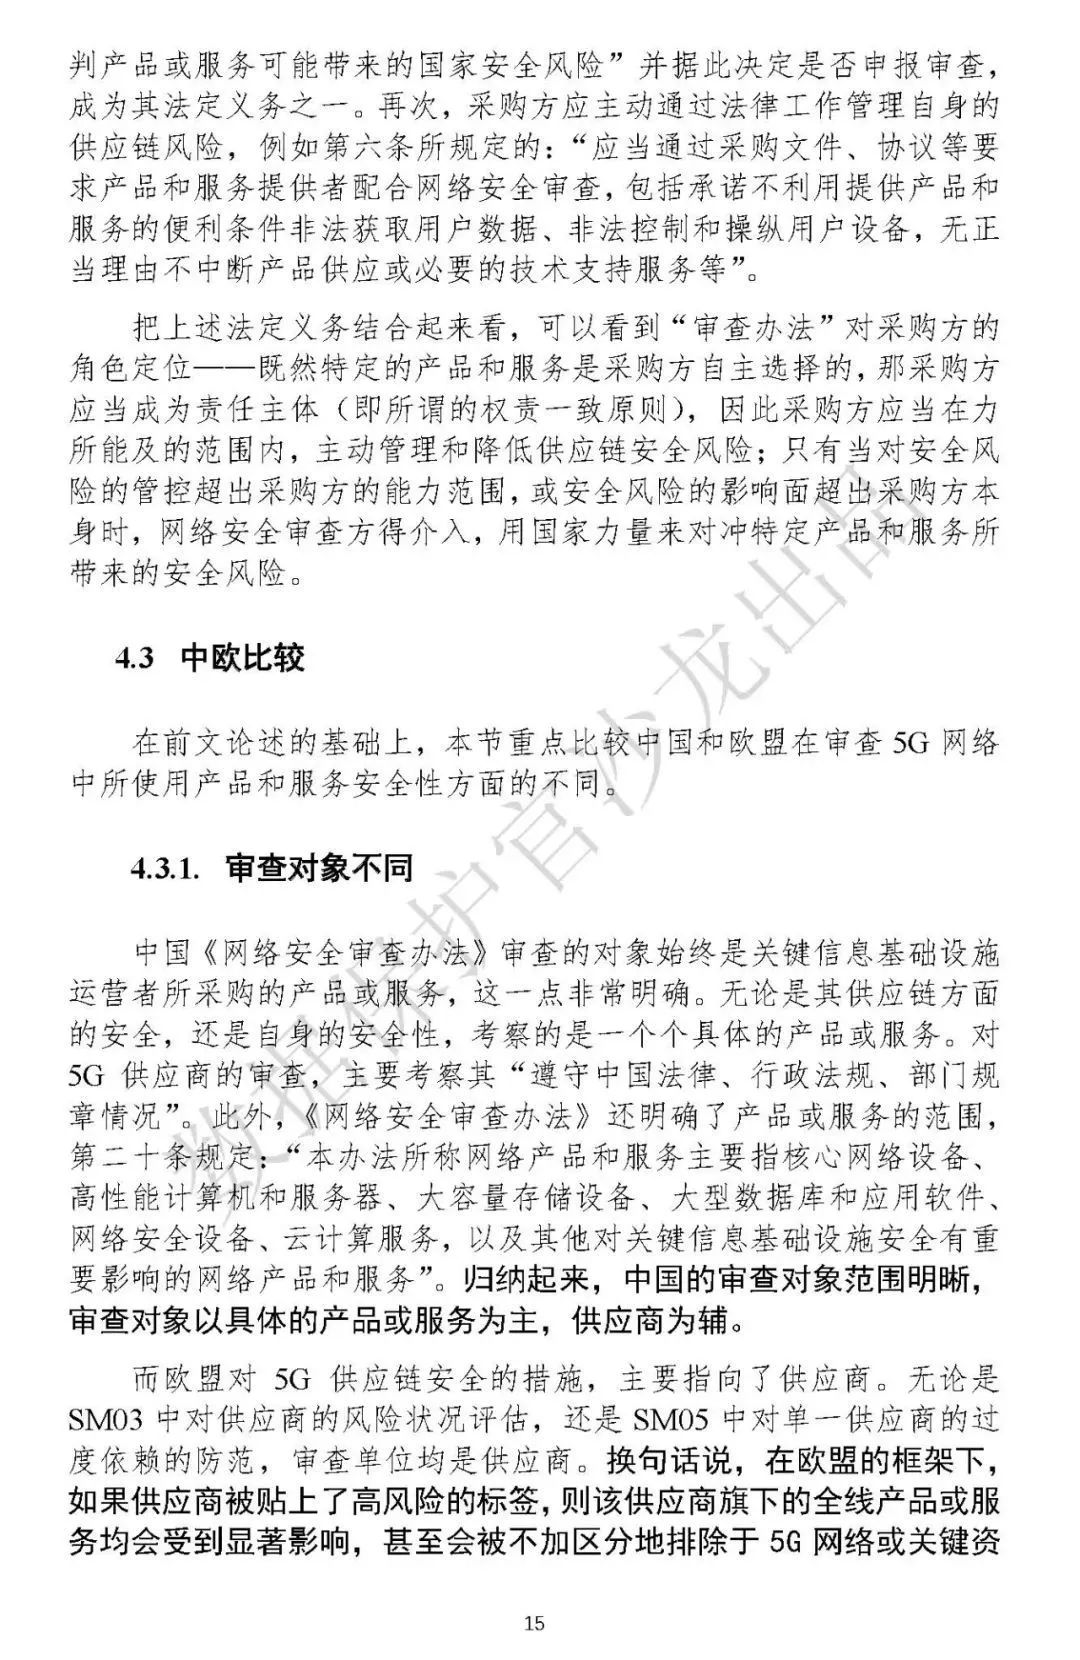 判产品或服务可能带来的国家安全风险”并据此决定是否申报审查，
成为其法定义务之一。再次，采购方应主动通过法律工作管理自身的
供应链风险，例如第六条所规定的：“应当通过采购文件、协议等要
求产品和服务提供者配合网络安全审查，包括承诺不利用提供产品和
服务的便利条件非法获取用户数据、非法控制和操纵用户设备，无正
当理由不中断产品供应或必要的技术支持服务等”。
把上述法定义务结合起来看，可以看到“审查办法”对采购方的
角色定位——既然特定的产品和服务是采购方自主选择的，那采购方
应当成为责任主体（即所谓的权责一致原则），因此采购方应当在力
所能及的范围内，主动管理和降低供应链安全风险；只有当对安全风
险的管控超出采购方的能力范围，或安全风险的影响面超出采购方本
身时，网络安全审查方得介入，用国家力量来对冲特定产品和服务所
带来的安全风险。
4.3 中欧比较
在前文论述的基础上，本节重点比较中国和欧盟在审查 5G 网络
中所使用产品和服务安全性方面的不同。
4.3.1. 审查对象不同
中国《网络安全审查办法》审查的对象始终是关键信息基础设施
运营者所采购的产品或服务，这一点非常明确。无论是其供应链方面
的安全，还是自身的安全性，考察的是一个个具体的产品或服务。对
5G 供应商的审查，主要考察其“遵守中国法律、行政法规、部门规
章情况”。此外，《网络安全审查办法》还明确了产品或服务的范围，
第二十条规定：“本办法所称网络产品和服务主要指核心网络设备、
高性能计算机和服务器、大容量存储设备、大型数据库和应用软件、
网络安全设备、云计算服务，以及其他对关键信息基础设施安全有重
要影响的网络产品和服务”。归纳起来，中国的审查对象范围明晰，
审查对象以具体的产品或服务为主，供应商为辅。
而欧盟对 5G 供应链安全的措施，主要指向了供应商。无论是
SM03 中对供应商的风险状况评估，还是 SM05 中对单一供应商的过
度依赖的防范，审查单位均是供应商。换句话说，在欧盟的框架下，
如果供应商被贴上了高风险的标签，则该供应商旗下的全线产品或服
务均会受到显著影响，甚至会被不加区分地排除于 5G 网络或关键资
15
数据保护官沙龙出品